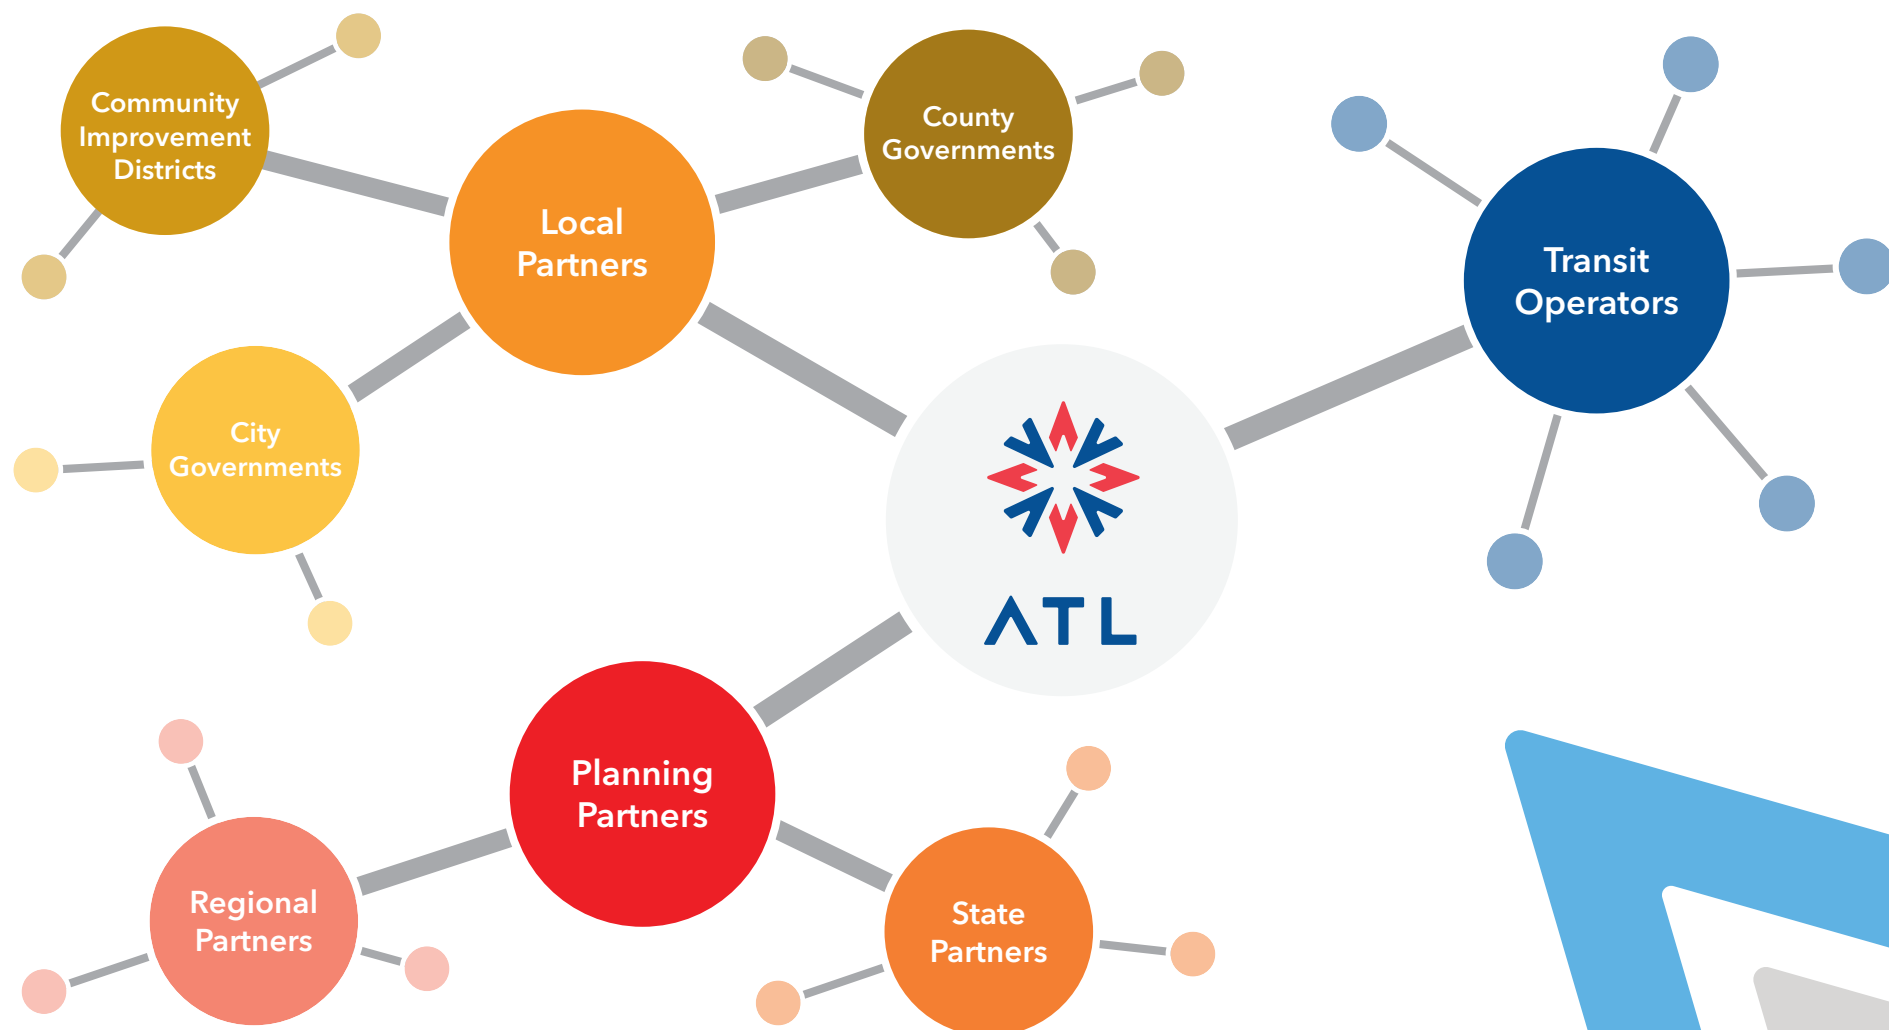 Community
Improvement
Districts
County
Governments
Local
Partners
Transit
Operators
City
Governments
ATL
Planning
Partners
Regional
Partners
State
Partners